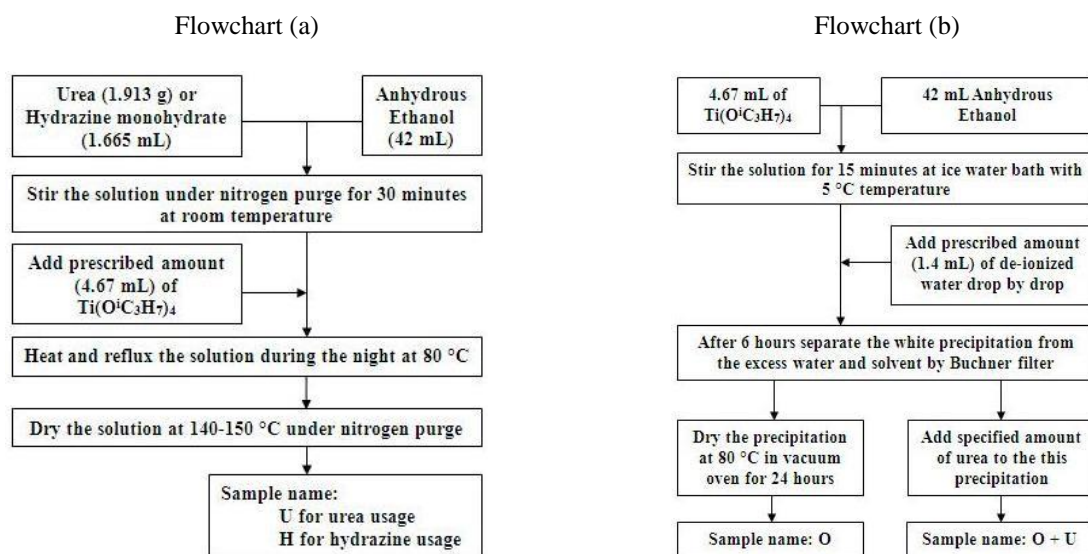 Flowchart (a)
Urea (1.913 g) or
Hydrazine monohydrate
(1.665 mL)
Anhydrous
Ethanol
(42 mL)
Stir the solution under nitrogen purge for 30 minutes
at room temperature
Add prescribed amount
(4.67 mL) of
Ti(OⁱC₃H₇)₄
Heat and reflux the solution during the night at 80 °C
Dry the solution at 140-150 °C under nitrogen purge
Sample name:
U for urea usage
H for hydrazine usage
Flowchart (b)
4.67 mL of
Ti(OⁱC₃H₇)₄
42 mL Anhydrous
Ethanol
Stir the solution for 15 minutes at ice water bath with
5 °C temperature
Add prescribed amount
(1.4 mL) of de-ionized
water drop by drop
After 6 hours separate the white precipitation from
the excess water and solvent by Buchner filter
Dry the precipitation
at 80 °C in vacuum
oven for 24 hours
Add specified amount
of urea to the this
precipitation
Sample name: O
Sample name: O + U